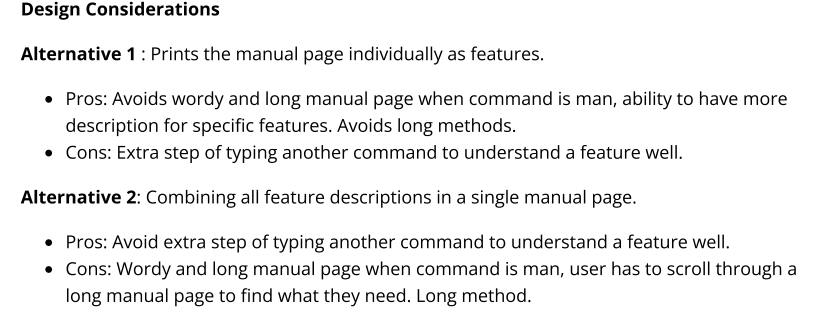 Design Considerations
Alternative 1 : Prints the manual page individually as features.
• Pros: Avoids wordy and long manual page when command is man, ability to have more
description for specific features. Avoids long methods.
• Cons: Extra step of typing another command to understand a feature well.
Alternative 2: Combining all feature descriptions in a single manual page.
• Pros: Avoid extra step of typing another command to understand a feature well.
• Cons: Wordy and long manual page when command is man, user has to scroll through a
long manual page to find what they need. Long method.